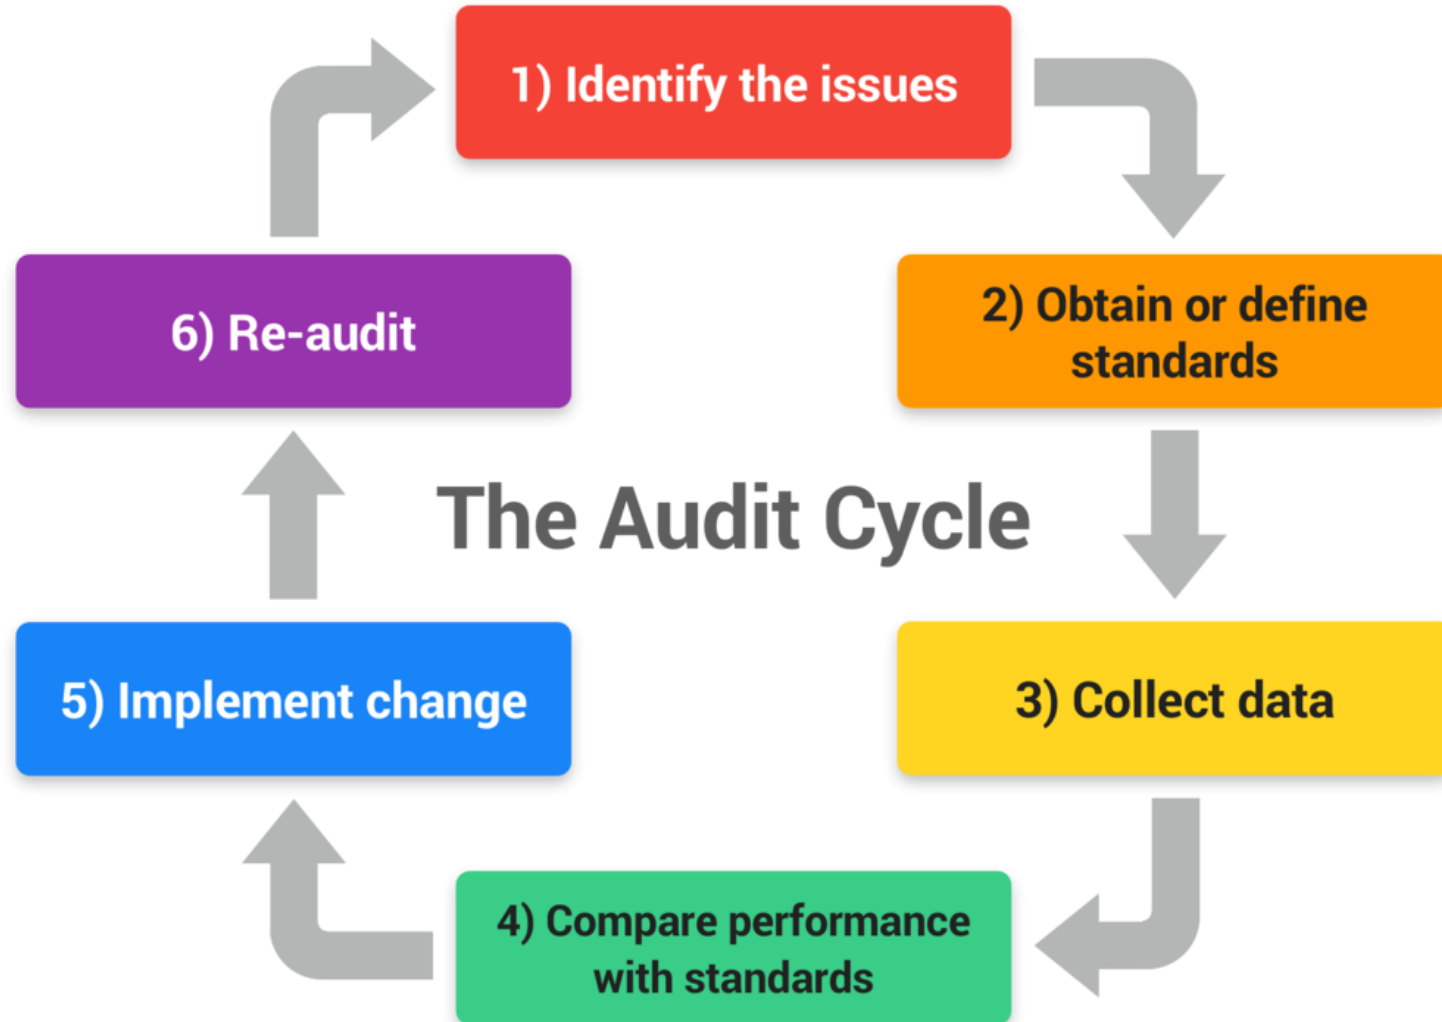 1) Identify the issues
2) Obtain or define
standards
3) Collect data
4) Compare performance
with standards
5) Implement change
6) Re-audit
The Audit Cycle